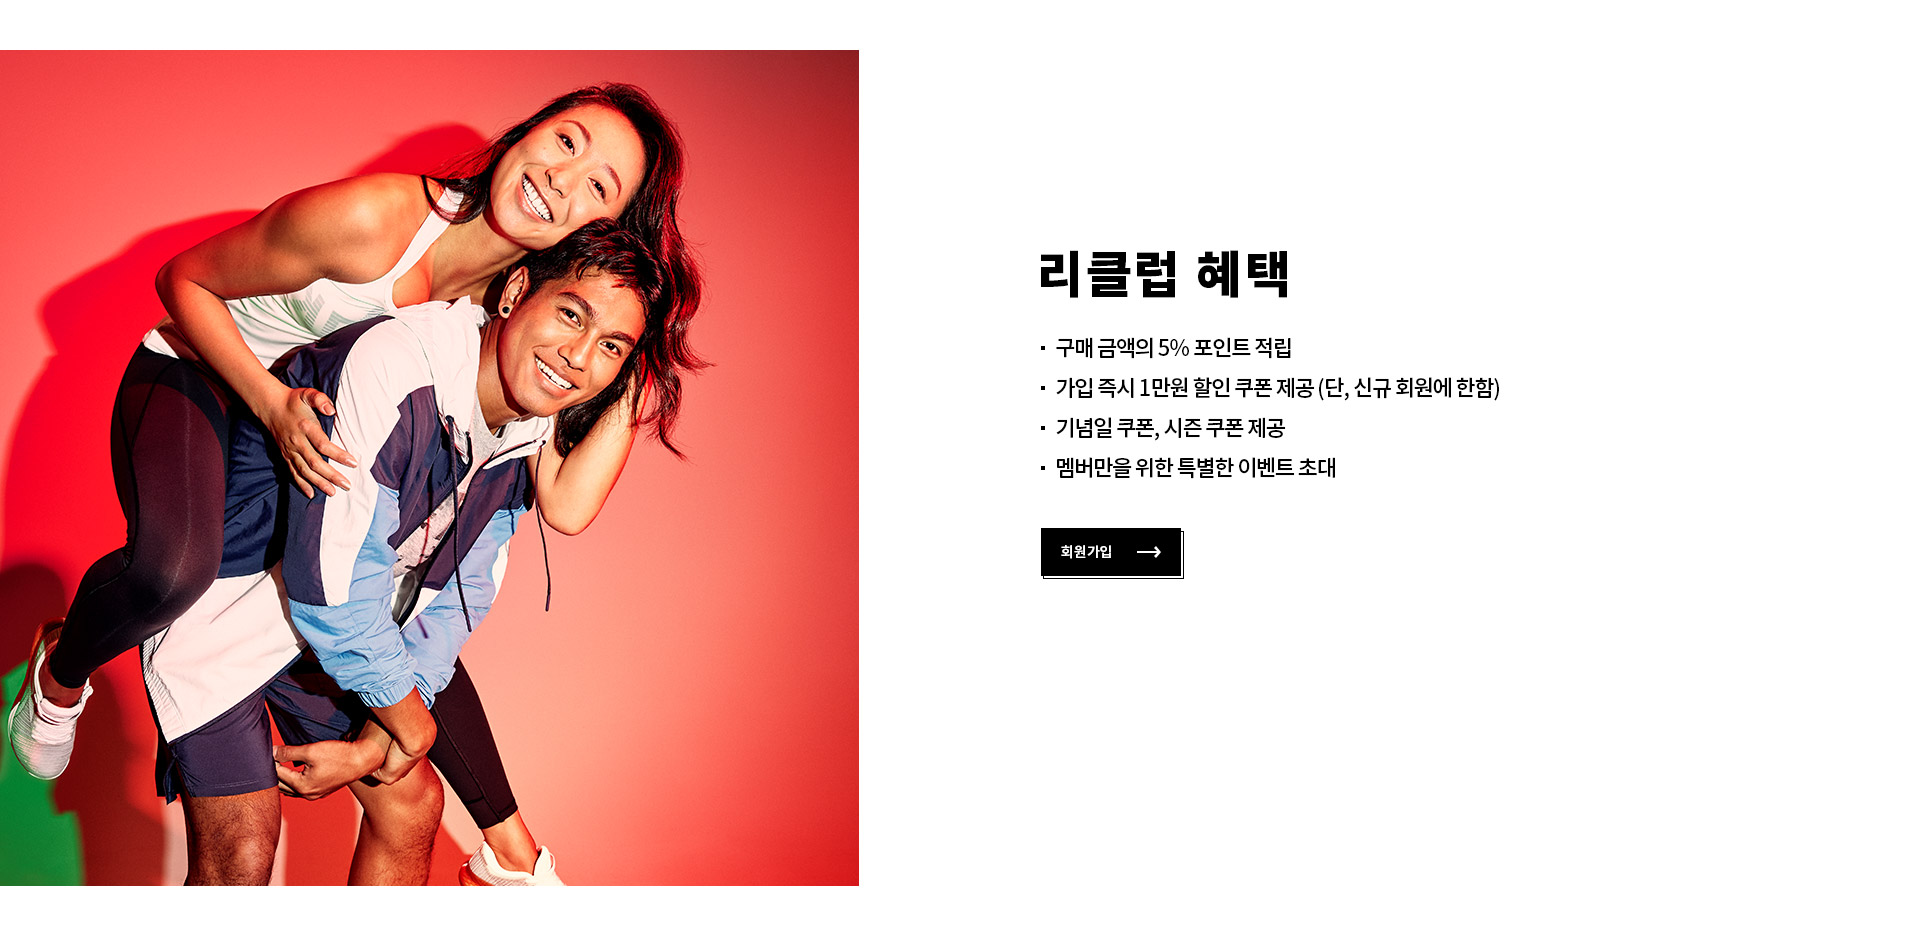 리클럽 혜택
구매 금액의 5% 포인트 적립
가입 즉시 1만원 할인 쿠폰 제공 (단, 신규 회원에 한함)
기념일 쿠폰, 시즌 쿠폰 제공
멤버만을 위한 특별한 이벤트 초대
회원가입